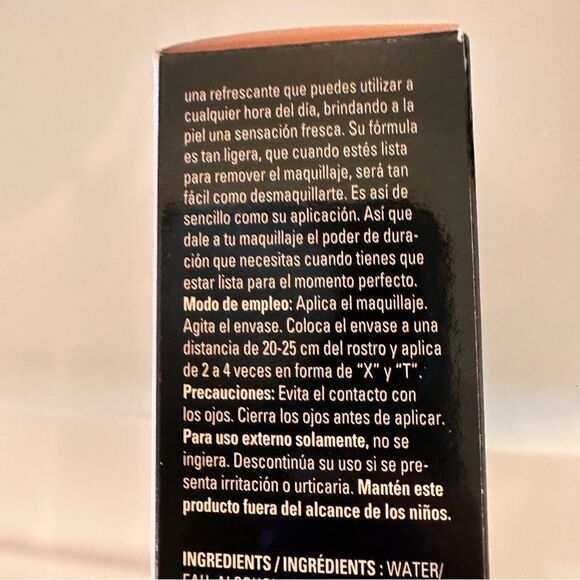 una refrescante que puedes utilizar a
cualquier hora del día, brindando a la
piel una sensación fresca. Su fórmula
es tan ligera, que cuando estés lista
para remover el maquillaje, será tan
fácil como desmaquillarte. Es así de
sencillo como su aplicación. Así que
dale a tu maquillaje el poder de dura-
ción que necesitas cuando tienes que
estar lista para el momento perfecto.
Modo de empleo: Aplica el maquillaje.
Agita el envase. Coloca el envase a una
distancia de 20-25 cm del rostro y aplica
de 2 a 4 veces en forma de “X” y “T”.
Precauciones: Evita el contacto con
los ojos. Cierra los ojos antes de aplicar.
Para uso externo solamente, no se
ingiera. Descontinúa su uso si se pre-
senta irritación o urticaria. Mantén este
producto fuera del alcance de los niños.
INGREDIENTS / INGRÉDIENTS : WATER/